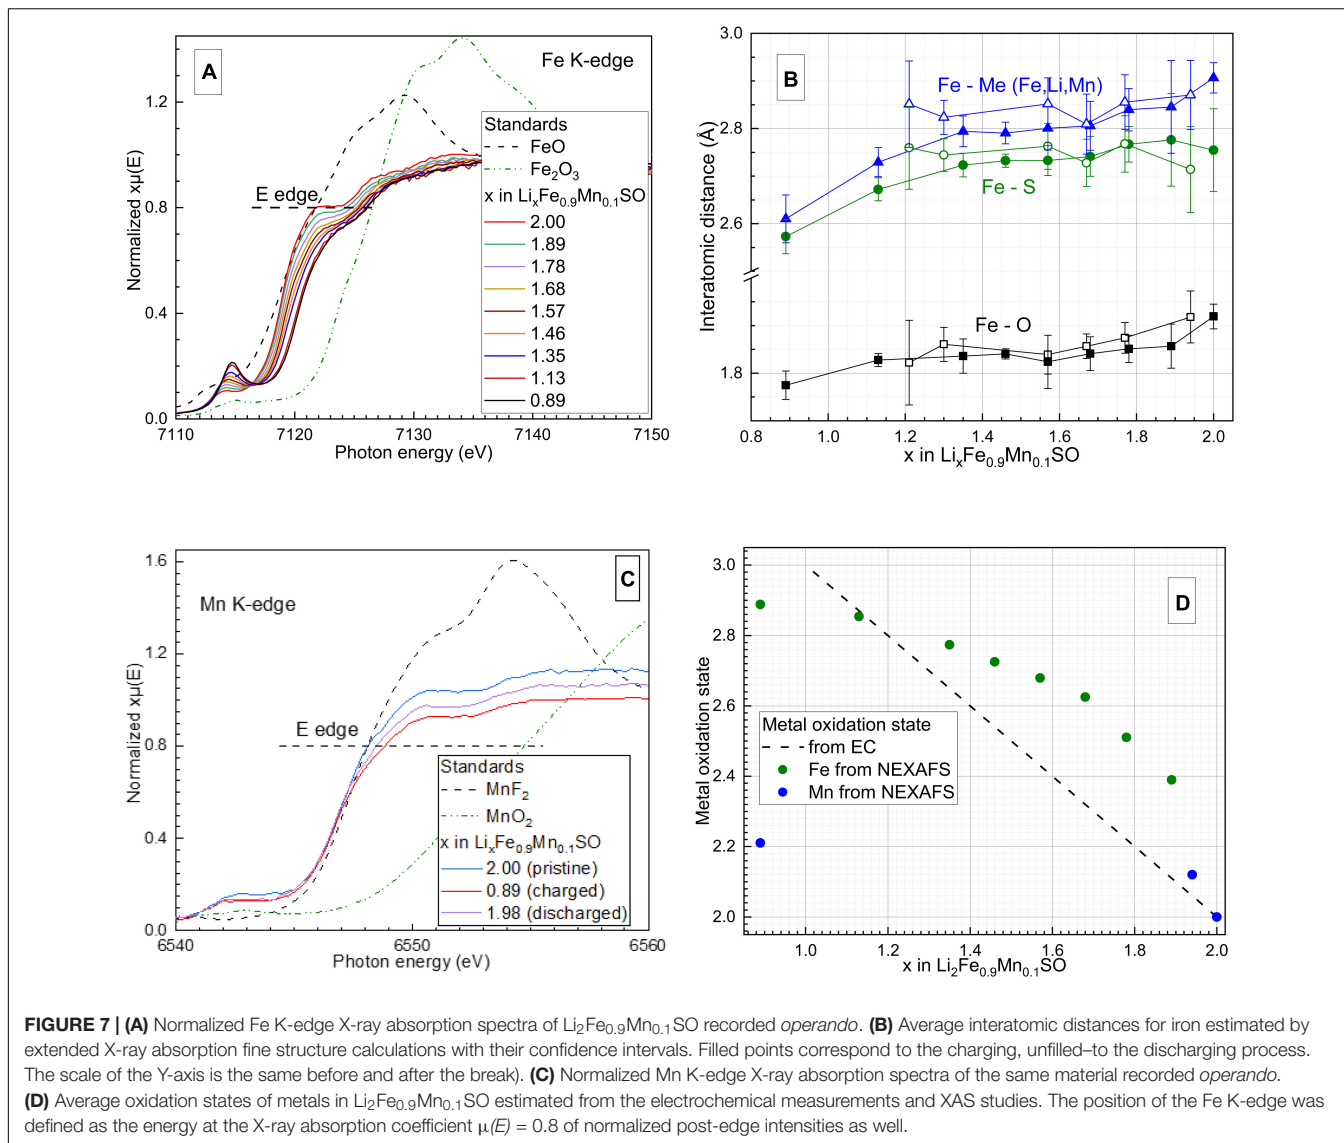 A
Fe K-edge
Standards
FeO
Fe2O3
x in LixFe0.9Mn0.1SO
2.00
1.89
1.78
1.68
1.57
1.46
1.35
1.13
0.89
E edge
Normalized xμ(E)
1.2
0.8
0.4
0.0
7110
7120
7130
7140
7150
Photon energy (eV)
B
Fe - Me (Fe,Li,Mn)
Fe - S
Fe - O
Interatomic distance (Å)
3.0
2.8
2.6
1.8
0.8
1.0
1.2
1.4
1.6
1.8
2.0
x in LixFe0.9Mn0.1SO
C
Mn K-edge
E edge
Standards
MnF2
MnO2
x in LixFe0.9Mn0.1SO
2.00 (pristine)
0.89 (charged)
1.98 (discharged)
Normalized xμ(E)
1.6
1.2
0.8
0.4
0.0
6540
6550
6560
Photon energy (eV)
D
Metal oxidation state
from EC
Fe from NEXAFS
Mn from NEXAFS
Metal oxidation state
3.0
2.8
2.6
2.4
2.2
2.0
1.0
1.2
1.4
1.6
1.8
2.0
x in Li2Fe0.9Mn0.1SO
FIGURE 7 | (A) Normalized Fe K-edge X-ray absorption spectra of Li2Fe0.9Mn0.1SO recorded operando. (B) Average interatomic distances for iron estimated by
extended X-ray absorption fine structure calculations with their confidence intervals. Filled points correspond to the charging, unfilled–to the discharging process.
The scale of the Y-axis is the same before and after the break). (C) Normalized Mn K-edge X-ray absorption spectra of the same material recorded operando.
(D) Average oxidation states of metals in Li2Fe0.9Mn0.1SO estimated from the electrochemical measurements and XAS studies. The position of the Fe K-edge was
defined as the energy at the X-ray absorption coefficient μ(E) = 0.8 of normalized post-edge intensities as well.